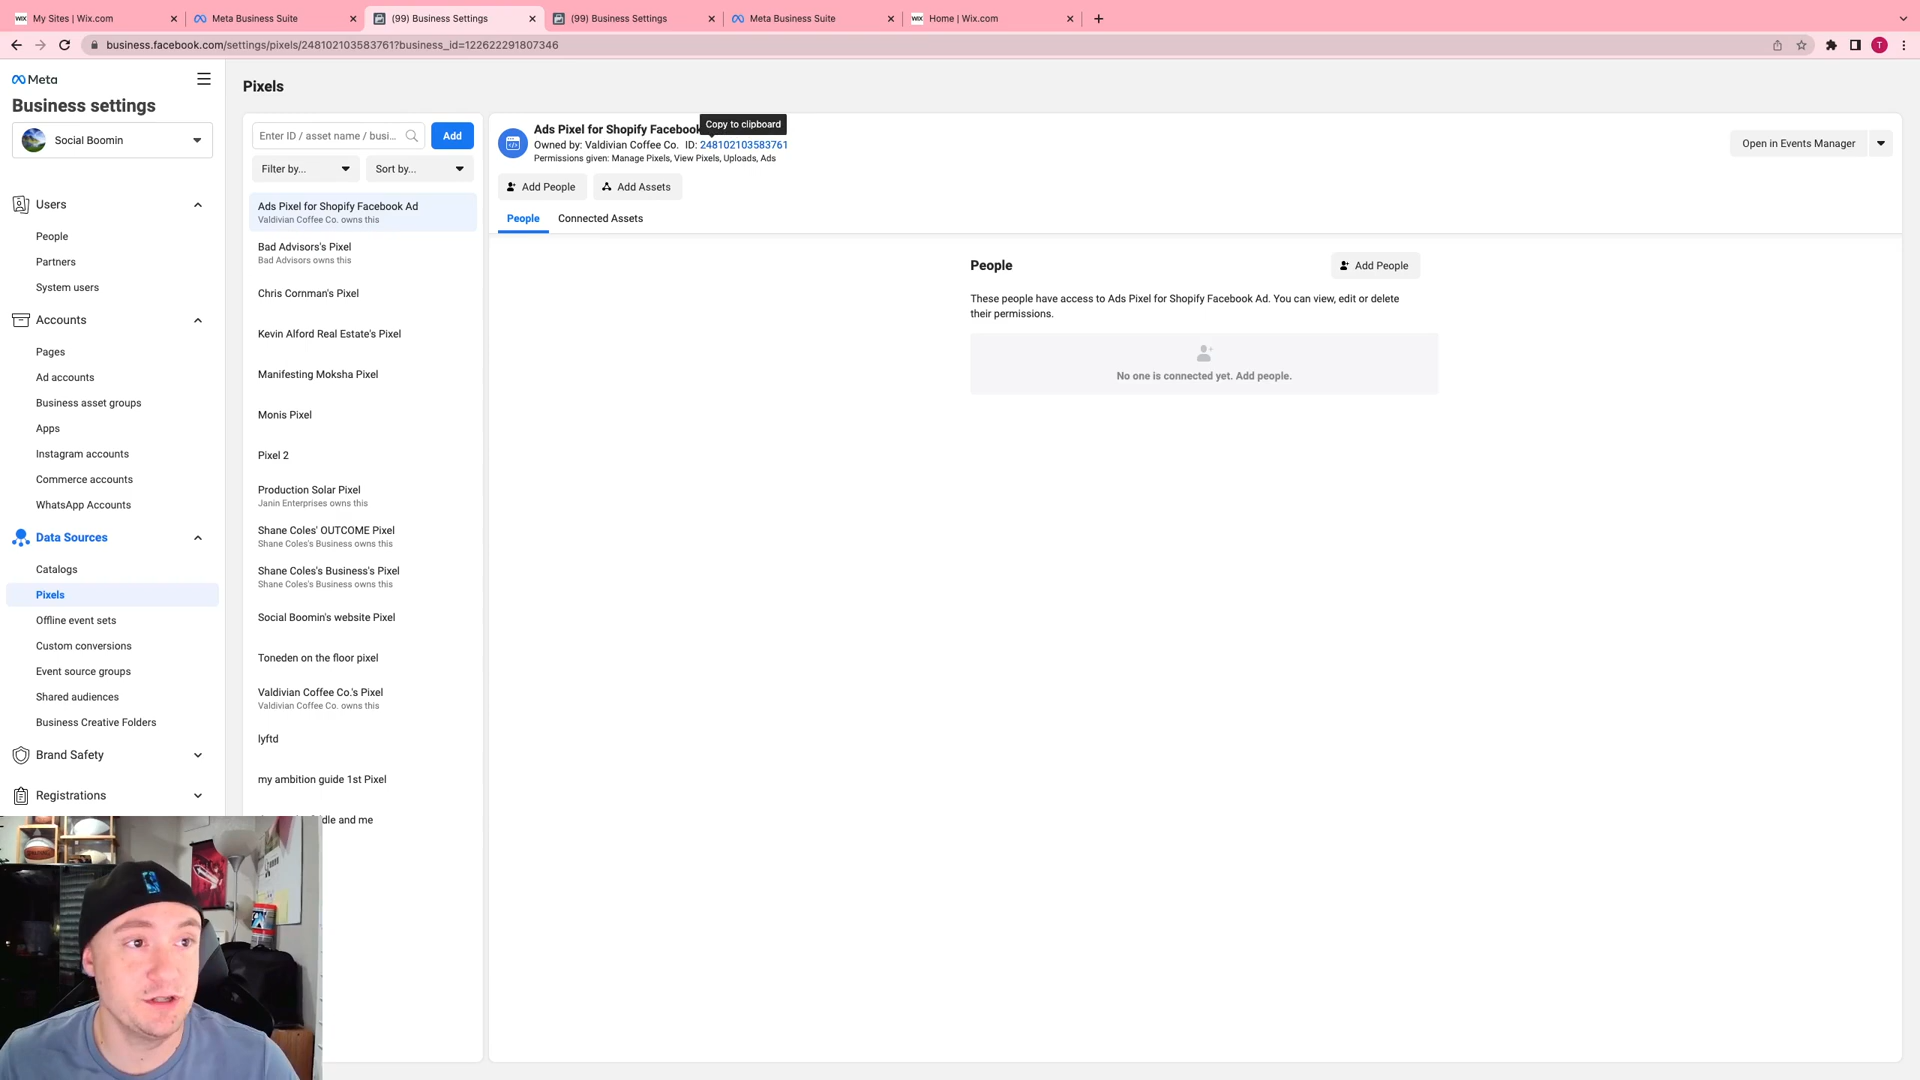 My Sites | Wix.com
Meta Business Suite
(99) Business Settings
(99) Business Settings
Meta Business Suite
Home | Wix.com
business.facebook.com/settings/pixels/248102103583761?business_id=122622291807346
T
Meta
Business settings
Social Boomin
Users
People
Partners
System users
Accounts
Pages
Ad accounts
Business asset groups
Apps
Instagram accounts
Commerce accounts
WhatsApp Accounts
Data Sources
Catalogs
Pixels
Offline event sets
Custom conversions
Event source groups
Shared audiences
Business Creative Folders
Brand Safety
Registrations
Pixels
Enter ID / asset name / busi...
Add
Filter by...
Sort by...
Ads Pixel for Shopify Facebook Ad
Valdivian Coffee Co. owns this
Bad Advisors's Pixel
Bad Advisors owns this
Chris Cornman's Pixel
Kevin Alford Real Estate's Pixel
Manifesting Moksha Pixel
Monis Pixel
Pixel 2
Production Solar Pixel
Janin Enterprises owns this
Shane Coles' OUTCOME Pixel
Shane Coles's Business owns this
Shane Coles's Business's Pixel
Shane Coles's Business owns this
Social Boomin's website Pixel
Toneden on the floor pixel
Valdivian Coffee Co.'s Pixel
Valdivian Coffee Co. owns this
lyftd
my ambition guide 1st Pixel
and me
Ads Pixel for Shopify Facebook
Copy to clipboard
Owned by: Valdivian Coffee Co. ID: 248102103583761
Permissions given: Manage Pixels, View Pixels, Uploads, Ads
Add People
Add Assets
Open in Events Manager
People
Connected Assets
People
Add People
These people have access to Ads Pixel for Shopify Facebook Ad. You can view, edit or delete
their permissions.
No one is connected yet. Add people.